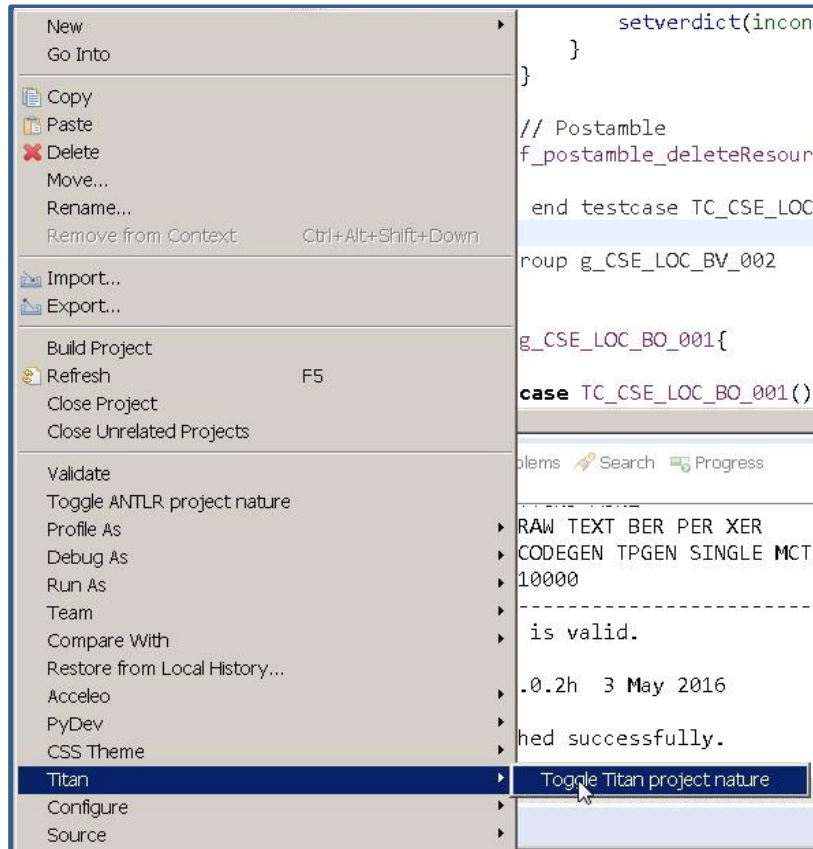 New
Go Into
Copy
Paste
Delete
Move...
Rename...
Remove from Context Ctrl+Alt+Shift+Down
Import...
Export...
Build Project
Refresh F5
Close Project
Close Unrelated Projects
Validate
Toggle ANTLR project nature
Profile As
Debug As
Run As
Team
Compare With
Restore from Local History...
Acceleo
PyDev
CSS Theme
Titan
Configure
Source
Toggle Titan project nature
setverdict(incon
}
}
// Postamble
f_postamble_deleteResour
end testcase TC_CSE_LOC
roup g_CSE_LOC_BV_002
g_CSE_LOC_BO_001{
case TC_CSE_LOC_BO_001()
blems Search Progress
RAW TEXT BER PER XER
CODEGEN TPGEN SINGLE MCT
10000
------------------------
is valid.
.0.2h 3 May 2016
hed successfully.